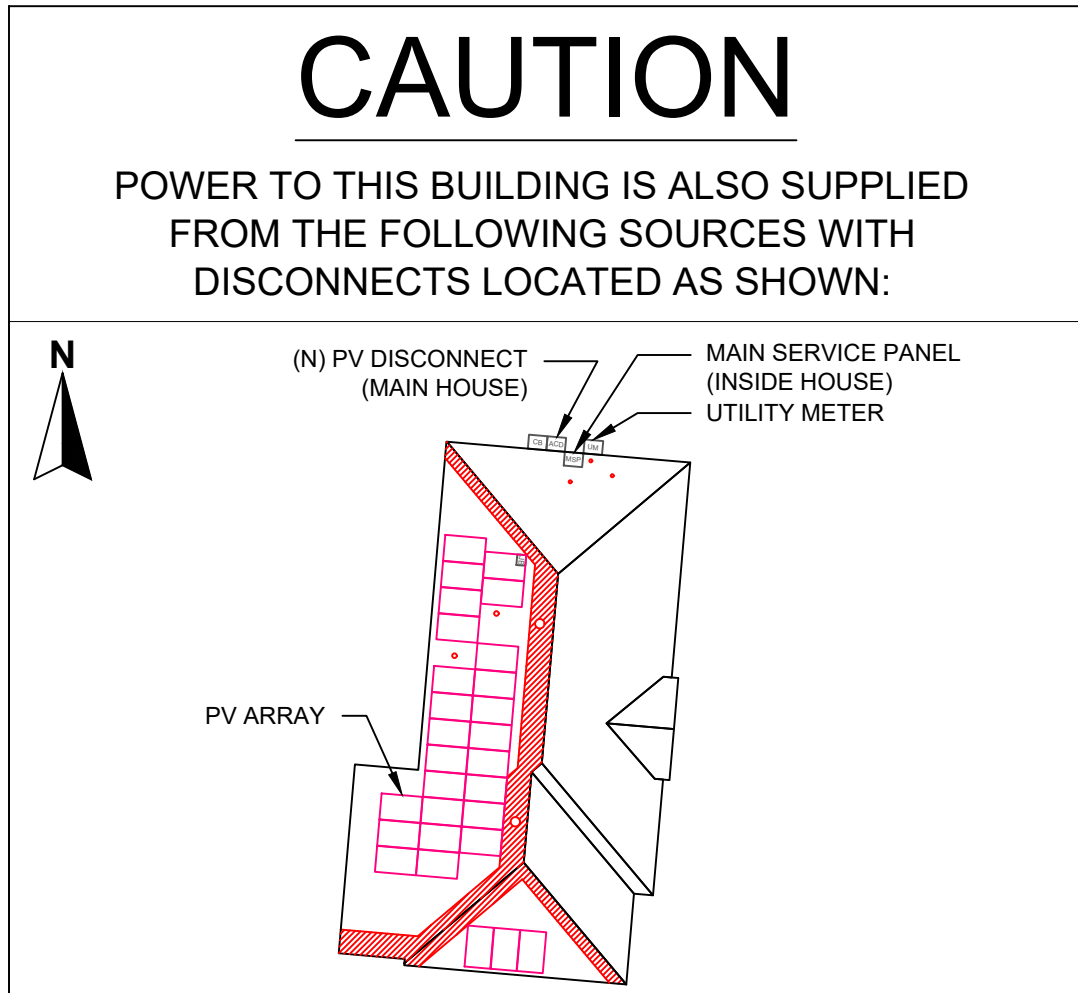 CAUTION
POWER TO THIS BUILDING IS ALSO SUPPLIED
FROM THE FOLLOWING SOURCES WITH
DISCONNECTS LOCATED AS SHOWN:
N
(N) PV DISCONNECT
(MAIN HOUSE)
MAIN SERVICE PANEL
(INSIDE HOUSE)
UTILITY METER
CB
ACD
UM
MSP
PV ARRAY